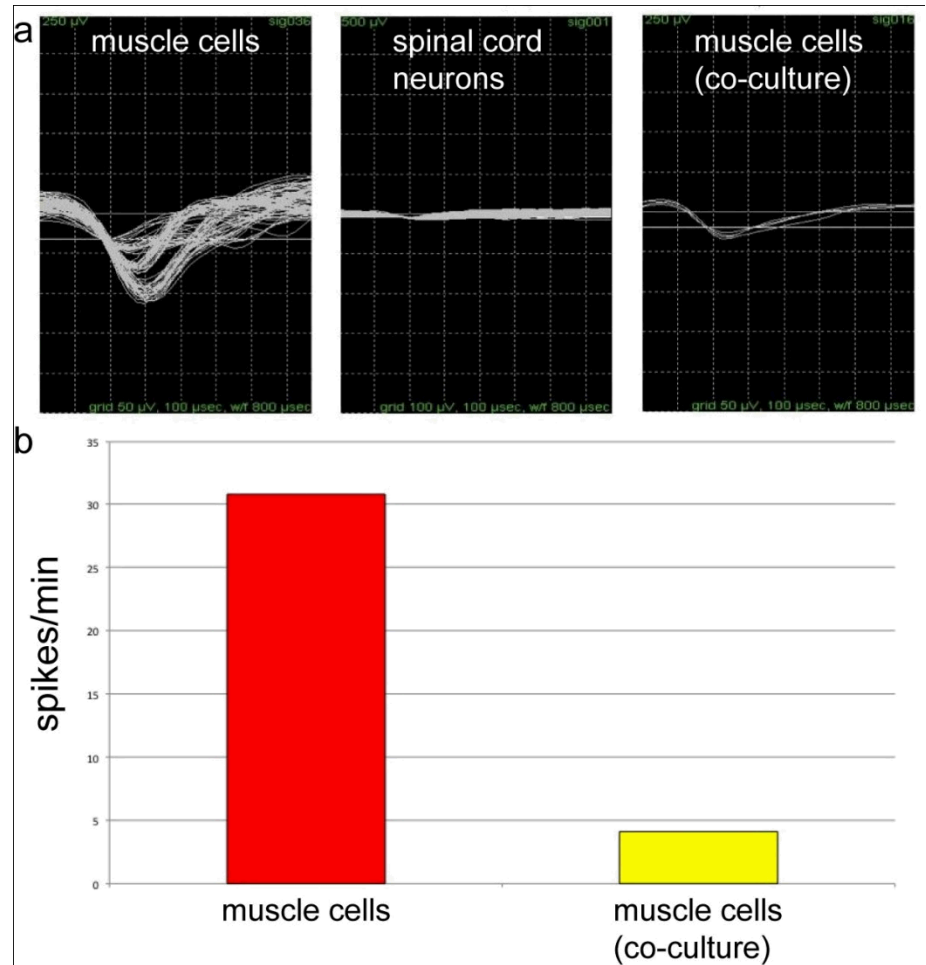 a
250 µV
sig036
muscle cells
grid 50 µV, 100 µsec, w/f 800 µsec
500 µV
sig001
spinal cord
neurons
grid 100 µV, 100 µsec, w/f 800 µsec
250 µV
sig016
muscle cells
(co-culture)
grid 50 µV, 100 µsec, w/f 800 µsec
b
spikes/min
35
30
25
20
15
10
5
0
muscle cells
muscle cells
(co-culture)